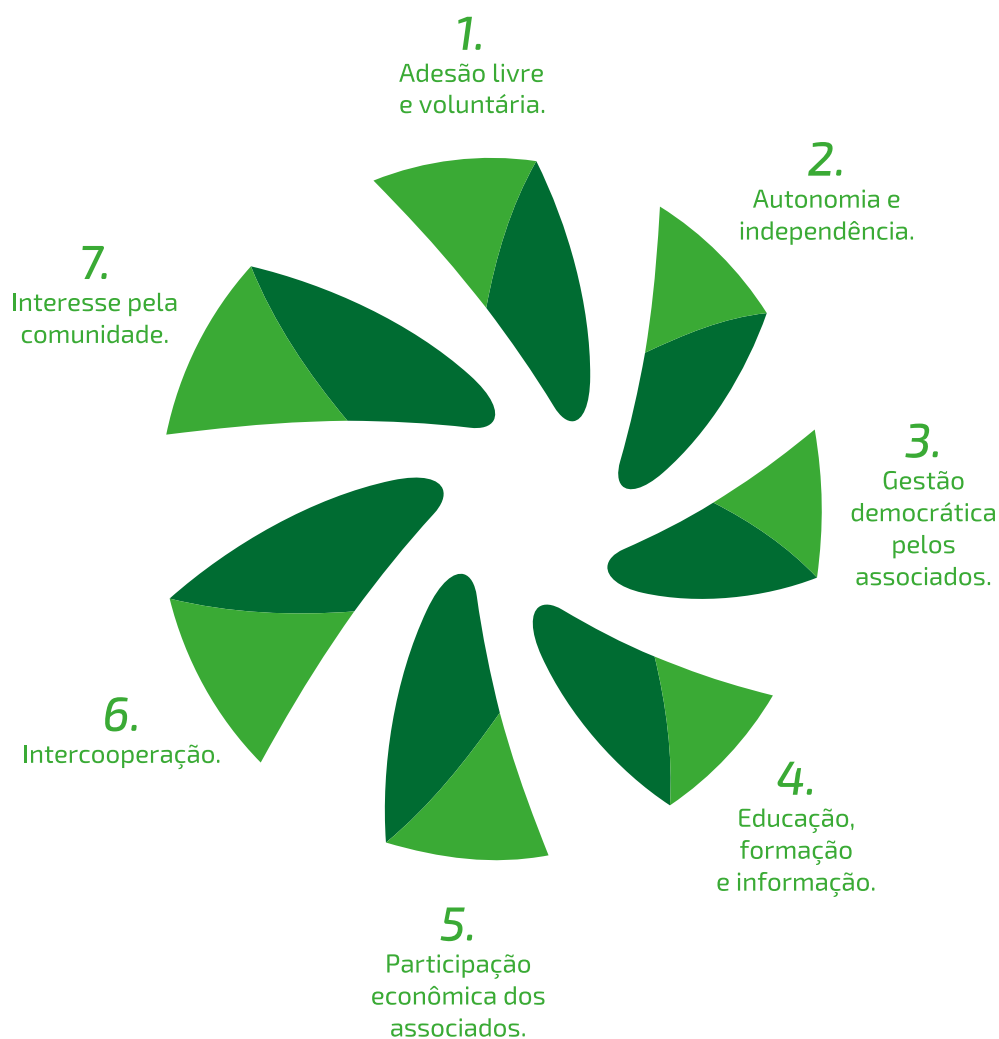 1.
Adesão livre
e voluntária.
2.
Autonomia e
independência.
3.
Gestão
democrática
pelos
associados.
4.
Educação,
formação
e informação.
5.
Participação
econômica dos
associados.
6.
Intercooperação.
7.
Interesse pela
comunidade.